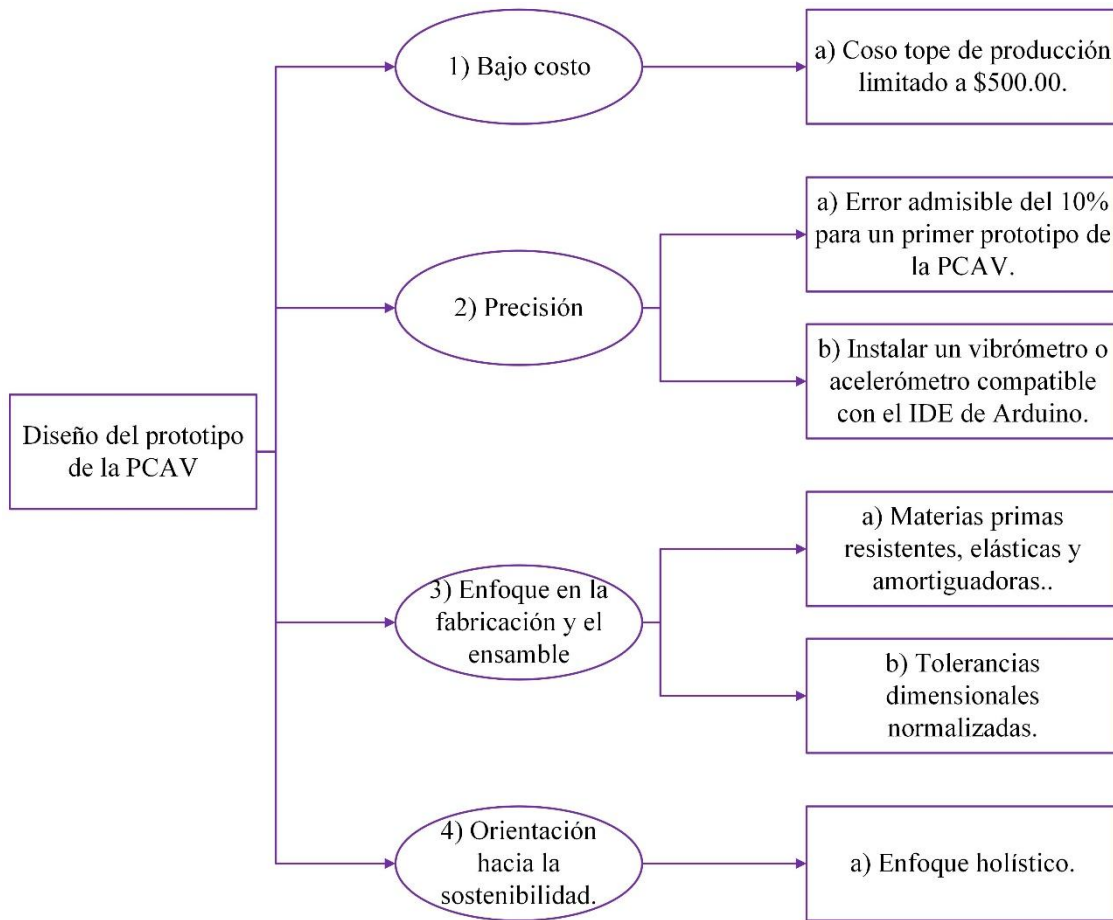 Diseño del prototipo
de la PCAV
1) Bajo costo
a) Coso tope de producción
limitado a $500.00.
2) Precisión
a) Error admisible del 10%
para un primer prototipo de
la PCAV.
b) Instalar un vibrómetro o
acelerómetro compatible
con el IDE de Arduino.
3) Enfoque en la
fabricación y el
ensamble
a) Materias primas
resistentes, elásticas y
amortiguadoras..
b) Tolerancias
dimensionales
normalizadas.
4) Orientación
hacia la
sostenibilidad.
a) Enfoque holístico.